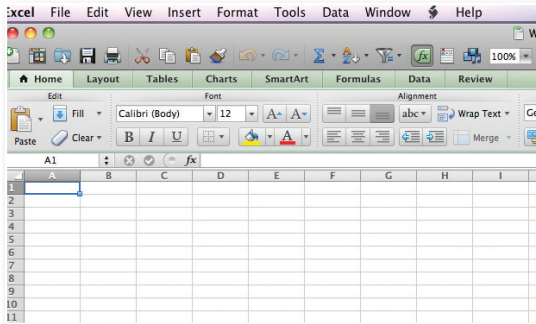 Excel File Edit View Insert Format Tools Data Window Help
W
fx 100%
Home Layout Tables Charts SmartArt Formulas Data Review
Edit Font Alignment
Fill Calibri (Body) 12 A A abc Wrap Text Ge
Paste Clear B I U A Merge
A1 fx
A B C D E F G H I
1
2
3
4
5
6
7
8
9
10
11